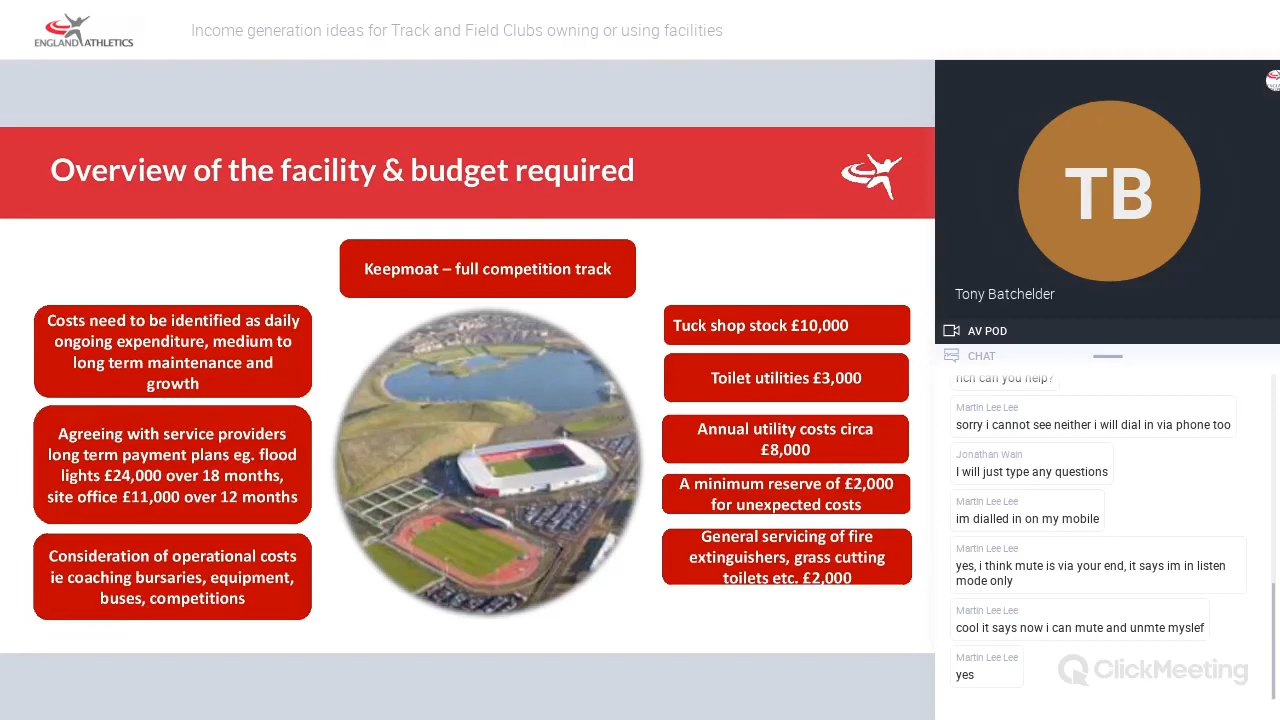 ENGLAND ATHLETICS
Income generation ideas for Track and Field Clubs owning or using facilities
Overview of the facility & budget required
Keepmoat – full competition track
Costs need to be identified as daily
ongoing expenditure, medium to
long term maintenance and
growth
Agreeing with service providers
long term payment plans eg. flood
lights £24,000 over 18 months,
site office £11,000 over 12 months
Consideration of operational costs
ie coaching bursaries, equipment,
buses, competitions
Tuck shop stock £10,000
Toilet utilities £3,000
Annual utility costs circa
£8,000
A minimum reserve of £2,000
for unexpected costs
General servicing of fire
extinguishers, grass cutting
toilets etc. £2,000
TB
Tony Batchelder
AV POD
CHAT
rich can you help?
Martin Lee Lee
sorry i cannot see neither i will dial in via phone too
Jonathan Wain
I will just type any questions
Martin Lee Lee
im dialled in on my mobile
Martin Lee Lee
yes, i think mute is via your end, it says im in listen
mode only
Martin Lee Lee
cool it says now i can mute and unmte myslef
Martin Lee Lee
yes
ClickMeeting